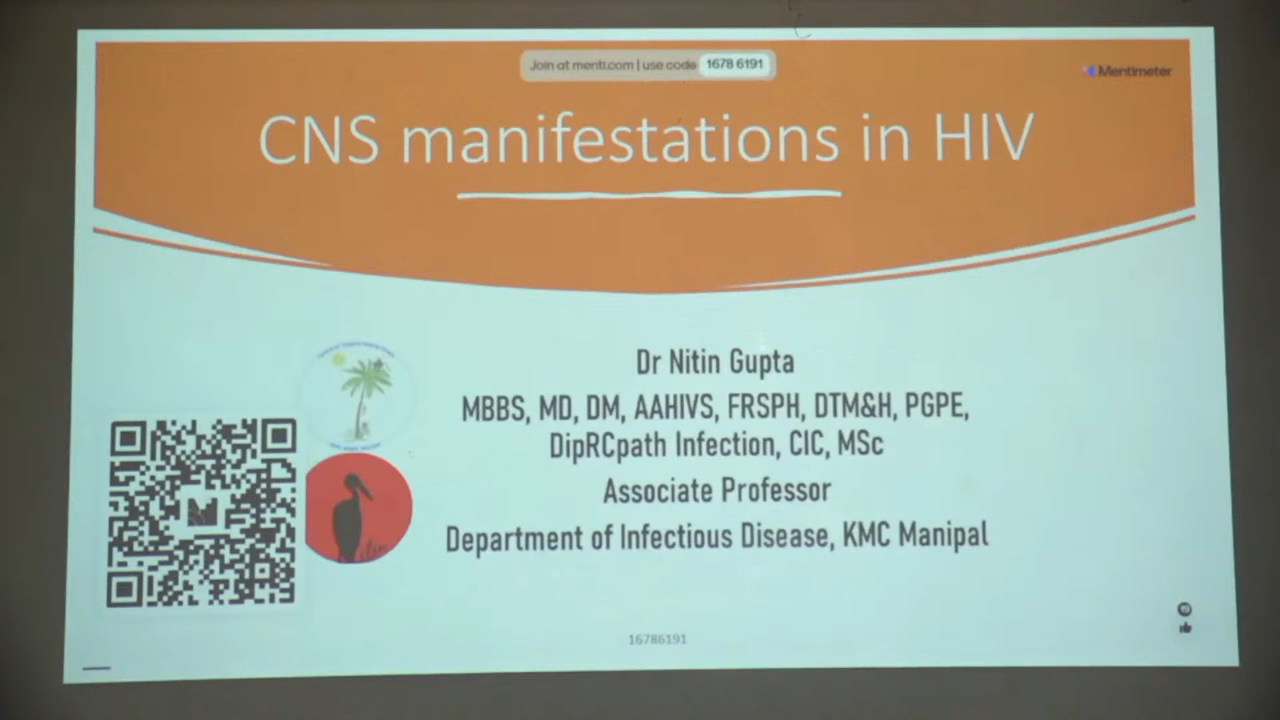 Join at menti.com | use code 1678 6191
Mentimeter
CNS manifestations in HIV
Dr Nitin Gupta
MBBS, MD, DM, AAHIVS, FRSPH, DTM&H, PGPE,
DipRCpath Infection, CIC, MSc
Associate Professor
Department of Infectious Disease, KMC Manipal
16786191